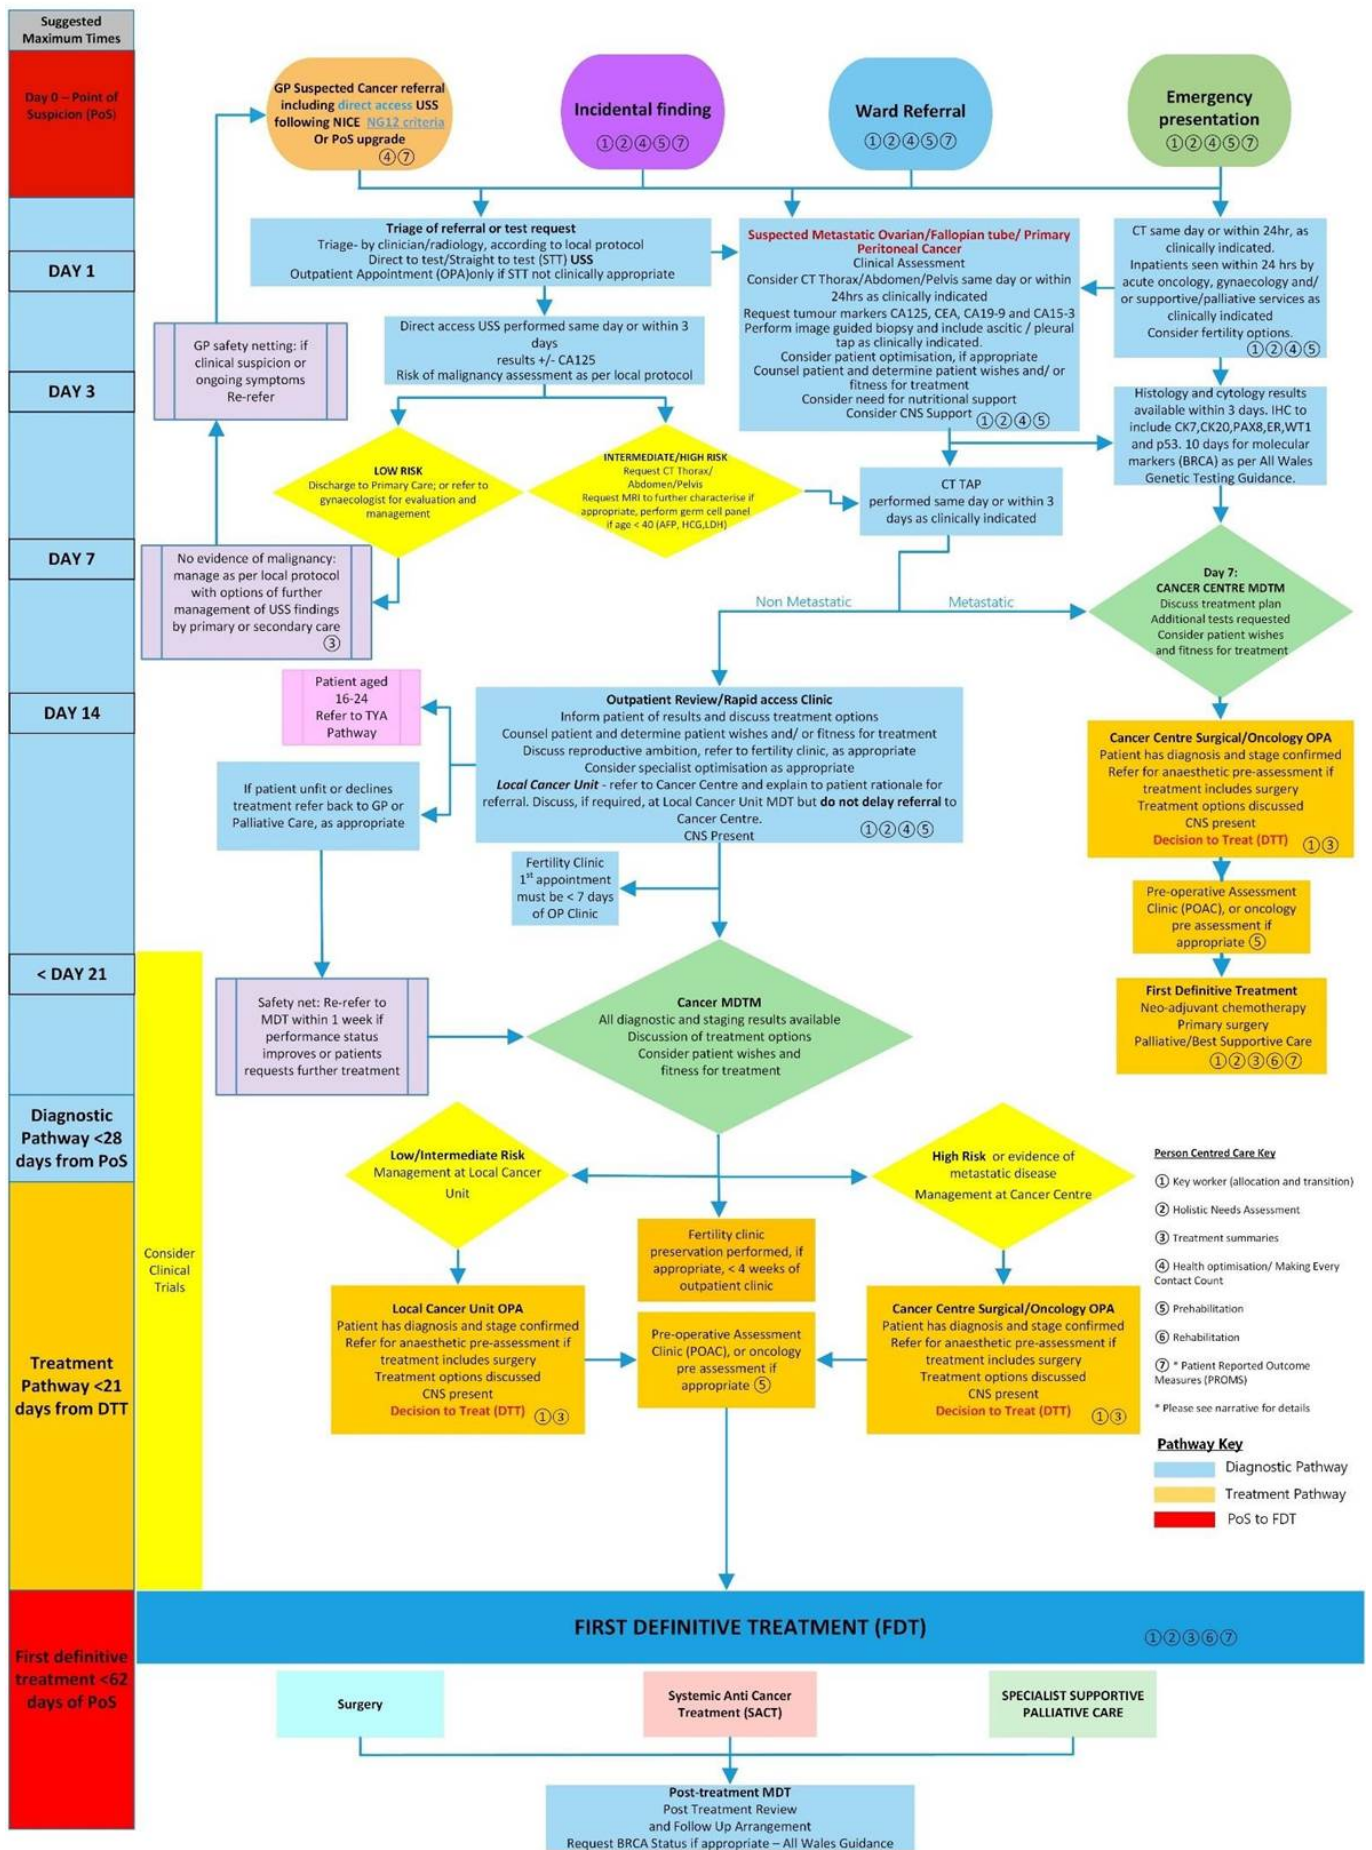 Suggested
Maximum Times
Day 0 – Point of
Suspicion (PoS)
DAY 1
DAY 3
DAY 7
DAY 14
< DAY 21
Diagnostic
Pathway <28
days from PoS
Treatment
Pathway <21
days from DTT
First definitive
treatment <62
days of PoS
Consider
Clinical
Trials
GP Suspected Cancer referral
including direct access USS
following NICE NG12 criteria
Or PoS upgrade
④⑦
Incidental finding
①②④⑤⑦
Ward Referral
①②④⑤⑦
Emergency
presentation
①②④⑤⑦
Triage of referral or test request
Triage- by clinician/radiology, according to local protocol
Direct to test/Straight to test (STT) USS
Outpatient Appointment (OPA)only if STT not clinically appropriate
Suspected Metastatic Ovarian/Fallopian tube/ Primary
Peritoneal Cancer
Clinical Assessment
Consider CT Thorax/Abdomen/Pelvis same day or within
24hrs as clinically indicated
Request tumour markers CA125, CEA, CA19-9 and CA15-3
Perform image guided biopsy and include ascitic / pleural
tap as clinically indicated.
Consider patient optimisation, if appropriate
Counsel patient and determine patient wishes and/ or
fitness for treatment
Consider need for nutritional support
Consider CNS Support ①②④⑤
CT same day or within 24hr, as
clinically indicated.
Inpatients seen within 24 hrs by
acute oncology, gynaecology and/
or supportive/palliative services as
clinically indicated
Consider fertility options.
①②④⑤
GP safety netting: if
clinical suspicion or
ongoing symptoms
Re-refer
Direct access USS performed same day or within 3
days
results +/- CA125
Risk of malignancy assessment as per local protocol
Histology and cytology results
available within 3 days. IHC to
include CK7,CK20,PAX8,ER,WT1
and p53. 10 days for molecular
markers (BRCA) as per All Wales
Genetic Testing Guidance.
LOW RISK
Discharge to Primary Care; or refer to
gynaecologist for evaluation and
management
INTERMEDIATE/HIGH RISK
Request CT Thorax/
Abdomen/Pelvis
Request MRI to further characterise if
appropriate, perform germ cell panel
if age < 40 (AFP, HCG,LDH)
CT TAP
performed same day or within 3
days as clinically indicated
No evidence of malignancy:
manage as per local protocol
with options of further
management of USS findings
by primary or secondary care
③
Non Metastatic
Metastatic
Day 7:
CANCER CENTRE MDTM
Discuss treatment plan
Additional tests requested
Consider patient wishes
and fitness for treatment
Patient aged
16-24
Refer to TYA
Pathway
Outpatient Review/Rapid access Clinic
Inform patient of results and discuss treatment options
Counsel patient and determine patient wishes and/ or fitness for treatment
Discuss reproductive ambition, refer to fertility clinic, as appropriate
Consider specialist optimisation as appropriate
Local Cancer Unit - refer to Cancer Centre and explain to patient rationale for
referral. Discuss, if required, at Local Cancer Unit MDT but do not delay referral to
Cancer Centre.
CNS Present
①②④⑤
If patient unfit or declines
treatment refer back to GP or
Palliative Care, as appropriate
Cancer Centre Surgical/Oncology OPA
Patient has diagnosis and stage confirmed
Refer for anaesthetic pre-assessment if
treatment includes surgery
Treatment options discussed
CNS present
Decision to Treat (DTT) ①③
Fertility Clinic
1st appointment
must be < 7 days
of OP Clinic
Pre-operative Assessment
Clinic (POAC), or oncology
pre assessment if
appropriate ⑤
Safety net: Re-refer to
MDT within 1 week if
performance status
improves or patients
requests further treatment
Cancer MDTM
All diagnostic and staging results available
Discussion of treatment options
Consider patient wishes and
fitness for treatment
First Definitive Treatment
Neo-adjuvant chemotherapy
Primary surgery
Palliative/Best Supportive Care
①②③⑥⑦
Low/Intermediate Risk
Management at Local Cancer
Unit
High Risk or evidence of
metastatic disease
Management at Cancer Centre
Fertility clinic
preservation performed, if
appropriate, < 4 weeks of
outpatient clinic
Local Cancer Unit OPA
Patient has diagnosis and stage confirmed
Refer for anaesthetic pre-assessment if
treatment includes surgery
Treatment options discussed
CNS present
Decision to Treat (DTT) ①③
Pre-operative Assessment
Clinic (POAC), or oncology
pre assessment if
appropriate ⑤
Cancer Centre Surgical/Oncology OPA
Patient has diagnosis and stage confirmed
Refer for anaesthetic pre-assessment if
treatment includes surgery
Treatment options discussed
CNS present
Decision to Treat (DTT) ①③
Person Centred Care Key
① Key worker (allocation and transition)
② Holistic Needs Assessment
③ Treatment summaries
④ Health optimisation/ Making Every
Contact Count
⑤ Prehabilitation
⑥ Rehabilitation
⑦ * Patient Reported Outcome
Measures (PROMS)
* Please see narrative for details
Pathway Key
Diagnostic Pathway
Treatment Pathway
PoS to FDT
FIRST DEFINITIVE TREATMENT (FDT)
①②③⑥⑦
Surgery
Systemic Anti Cancer
Treatment (SACT)
SPECIALIST SUPPORTIVE
PALLIATIVE CARE
Post-treatment MDT
Post Treatment Review
and Follow Up Arrangement
Request BRCA Status if appropriate – All Wales Guidance